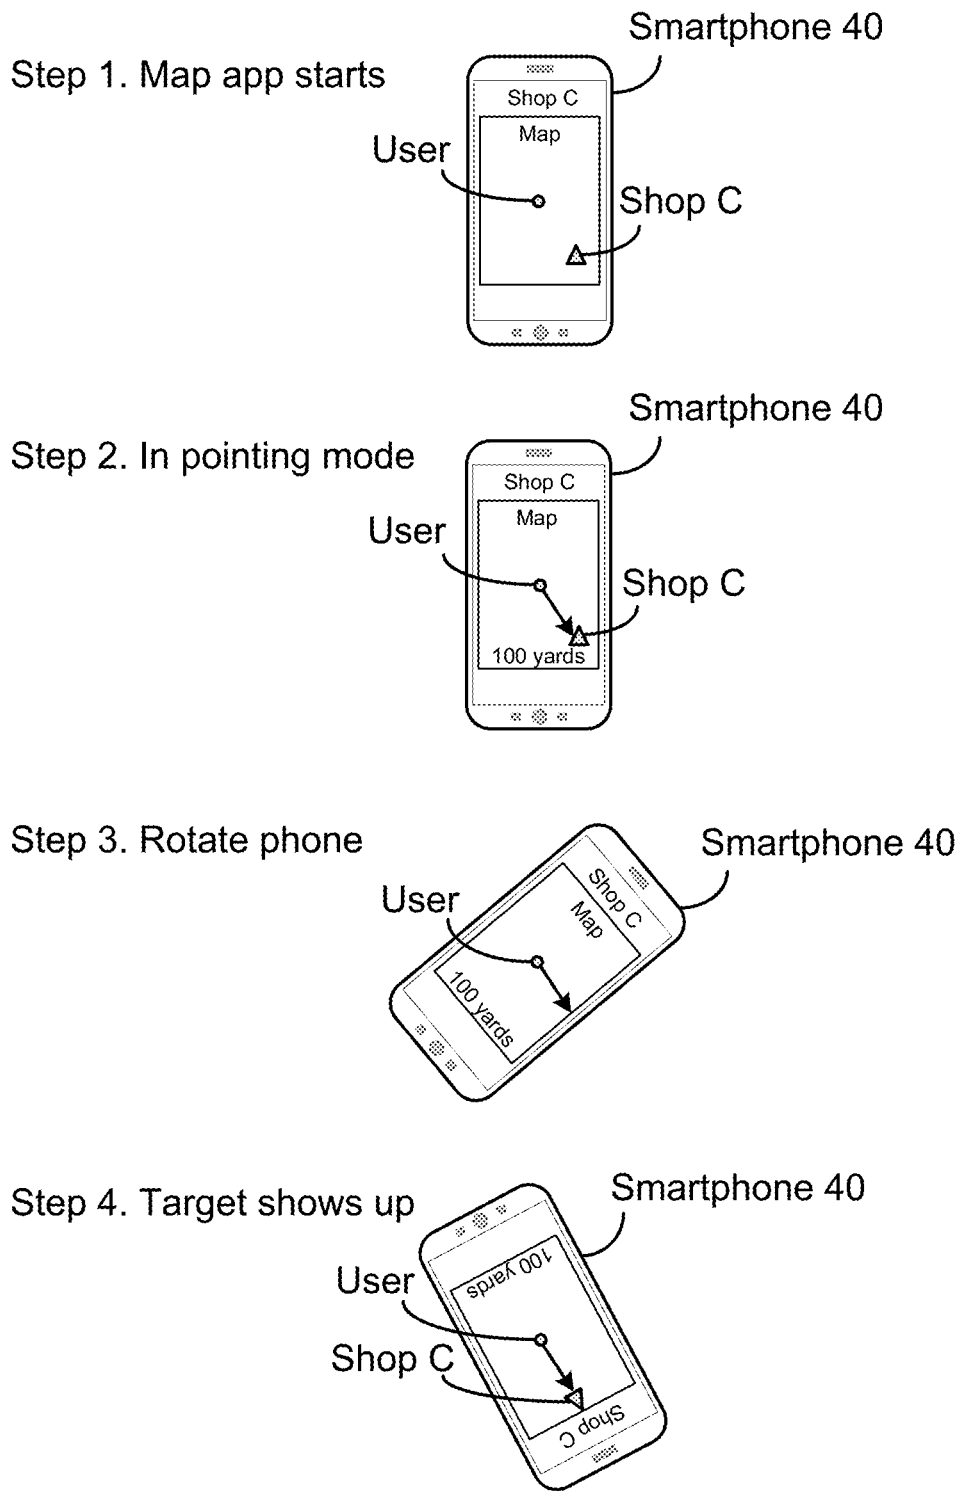 Smartphone 40
Step 1. Map app starts
Shop C
Map
User
Shop C
Smartphone 40
Step 2. In pointing mode
Shop C
Map
User
Shop C
100 yards
Step 3. Rotate phone
Smartphone 40
Shop C
User
Map
100 yards
Step 4. Target shows up
Smartphone 40
100 yards
User
Shop C
Shop C